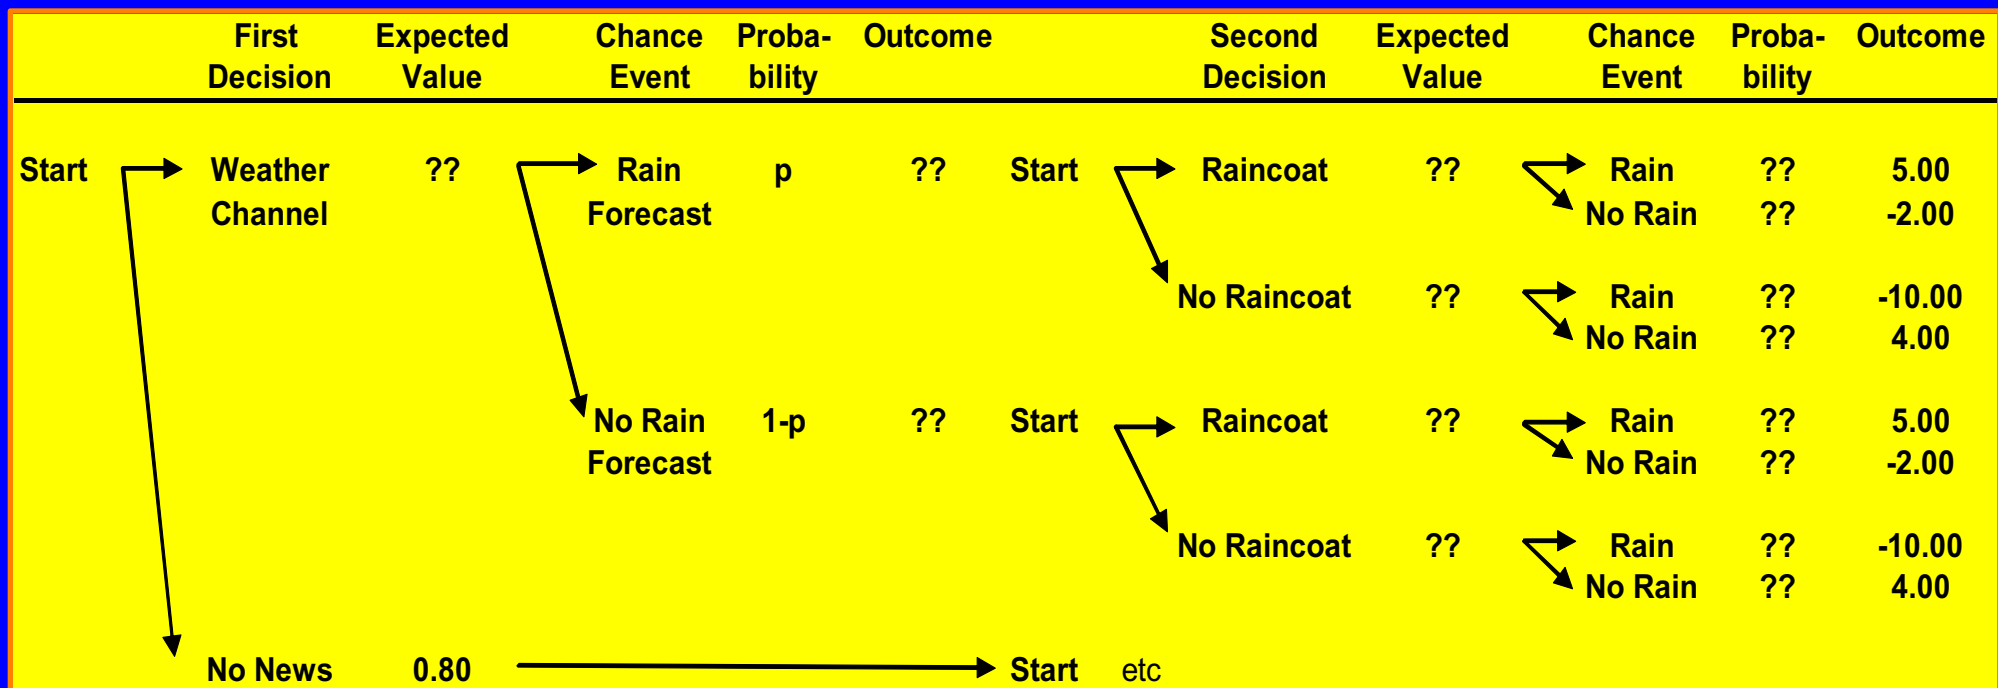 First Expected Chance Proba- Outcome Second Expected Chance Proba- Outcome
Decision Value Event bility Decision Value Event bility
Start Weather ?? Rain p ?? Start Raincoat ?? Rain ?? 5.00
Channel Forecast No Rain ?? -2.00
No Raincoat ?? Rain ?? -10.00
No Rain ?? 4.00
No Rain 1-p ?? Start Raincoat ?? Rain ?? 5.00
Forecast No Rain ?? -2.00
No Raincoat ?? Rain ?? -10.00
No Rain ?? 4.00
No News 0.80 Start etc